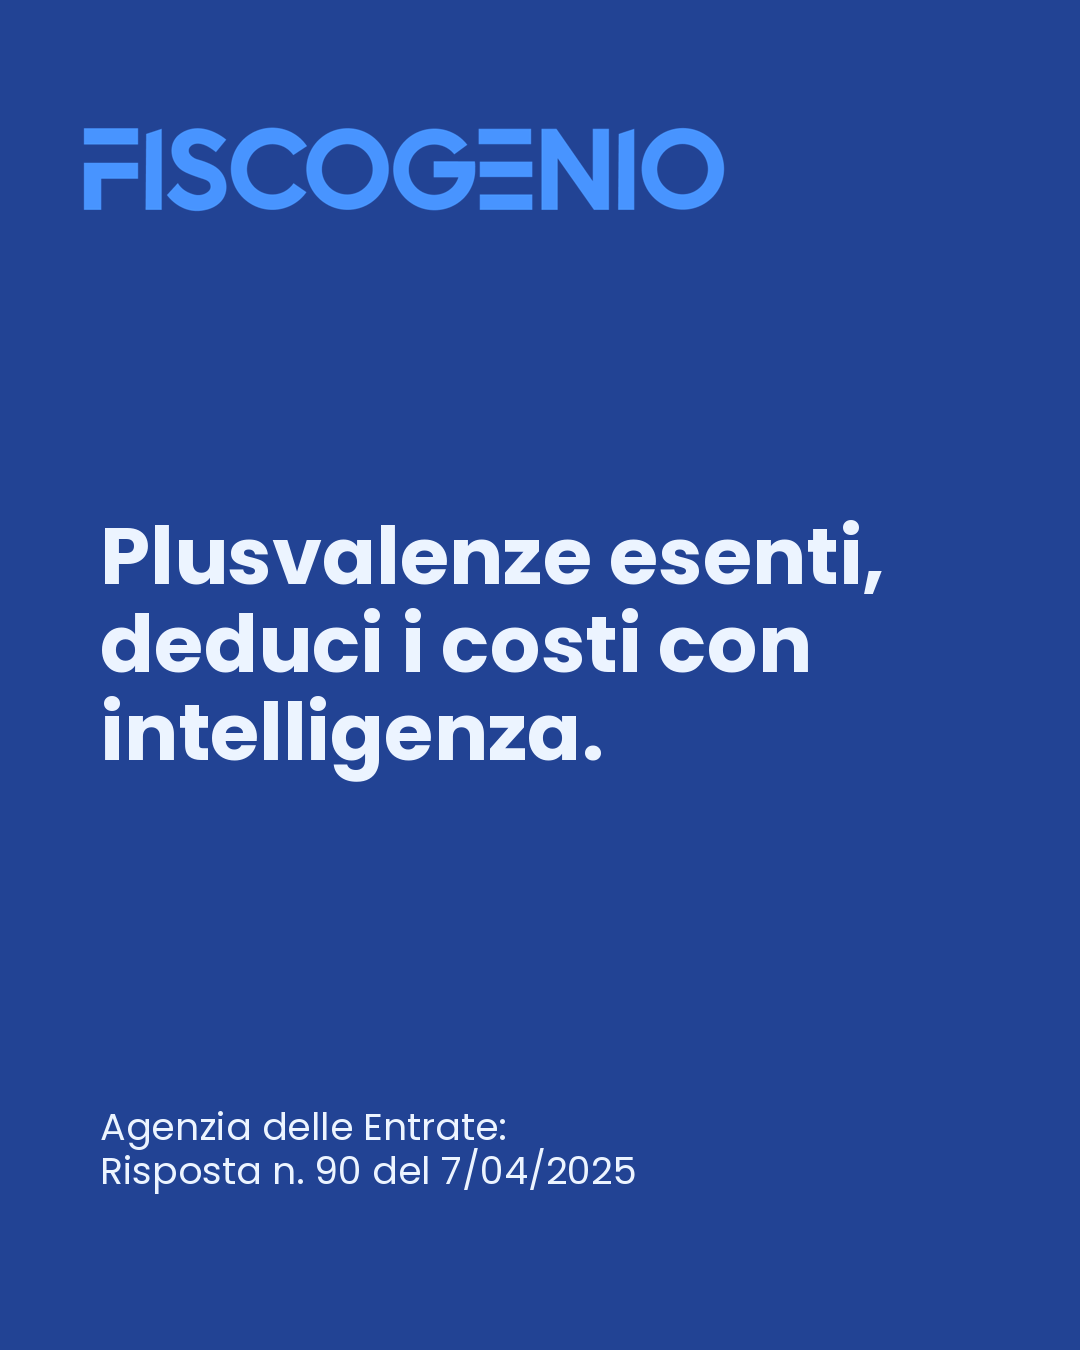 FISCOGENIO
Plusvalenze esenti,
deduci i costi con
intelligenza.
Agenzia delle Entrate:
Risposta n. 90 del 7/04/2025